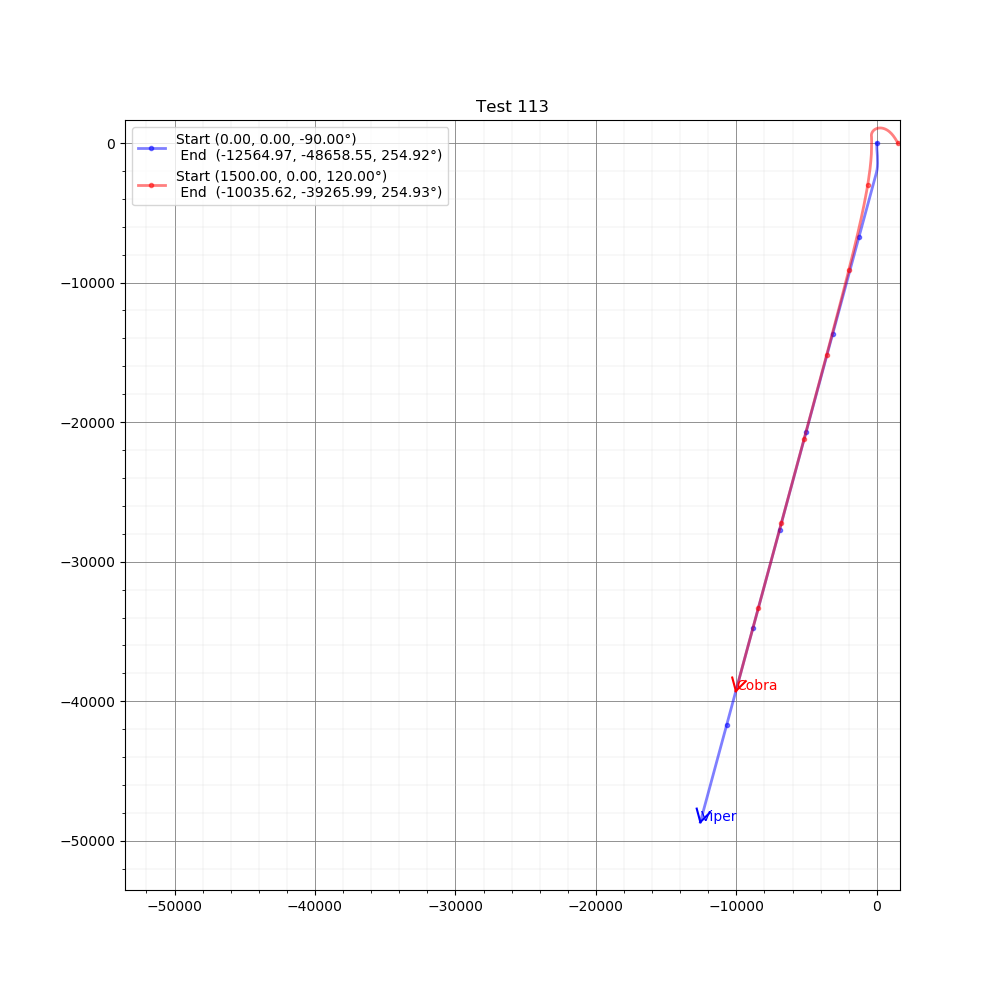 Test 113
Start (0.00, 0.00, -90.00°)
End (-12564.97, -48658.55, 254.92°)
Start (1500.00, 0.00, 120.00°)
End (-10035.62, -39265.99, 254.93°)
0
−10000
−20000
−30000
−40000
−50000
Cobra
Viper
−50000
−40000
−30000
−20000
−10000
0